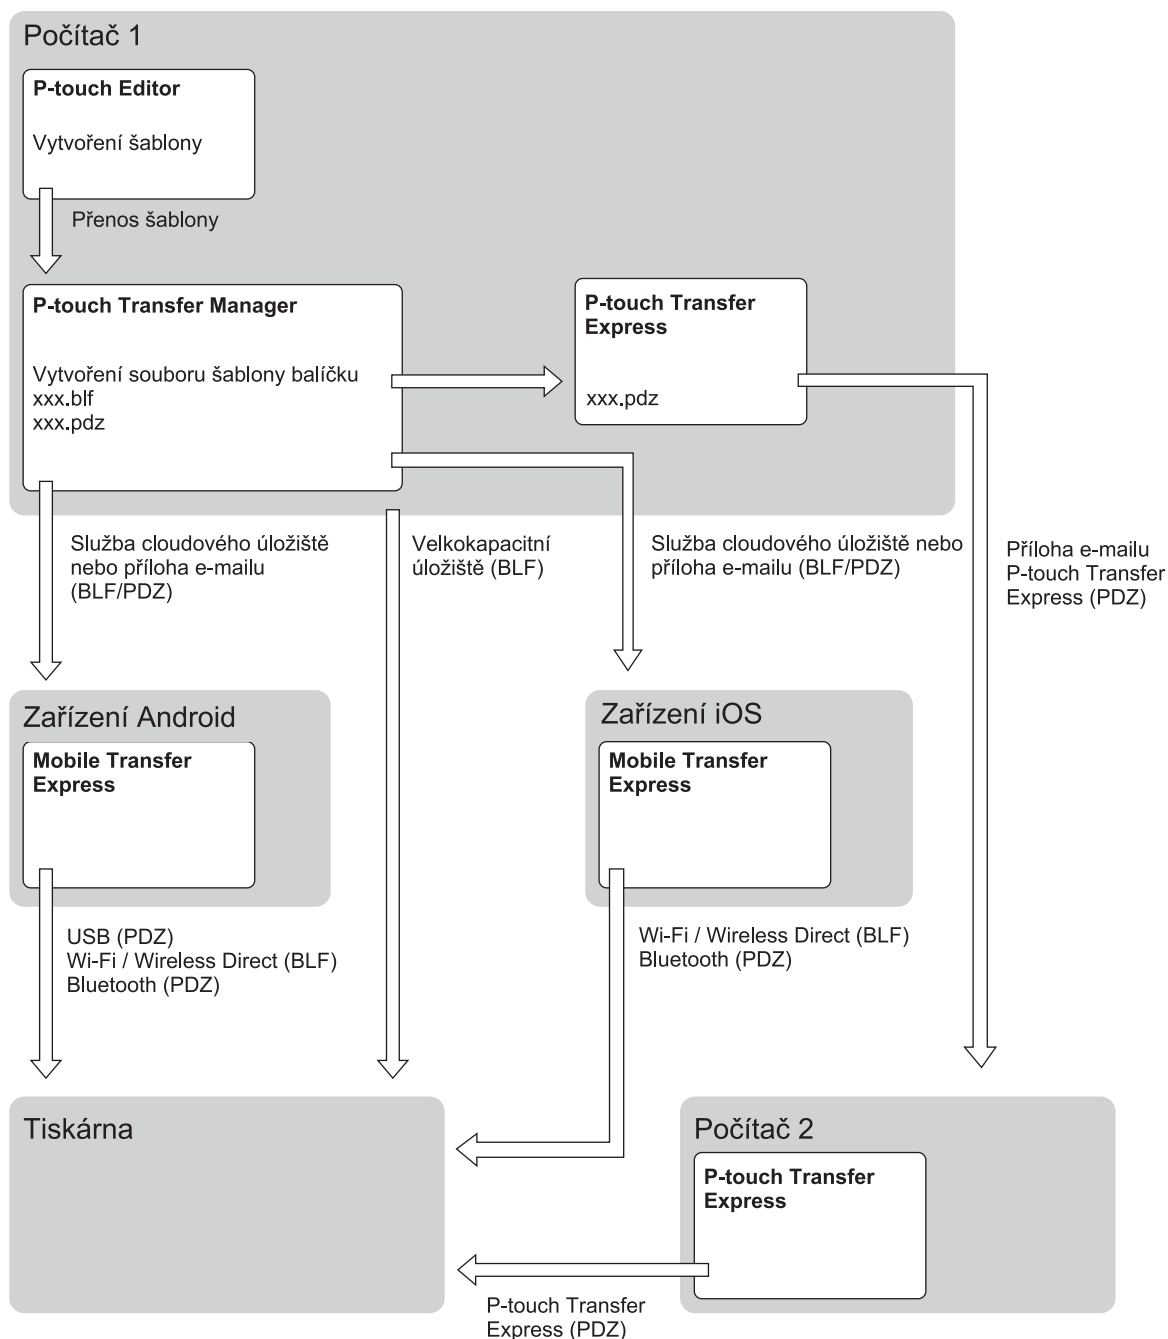 Počítač 1
P-touch Editor
Vytvoření šablony
Přenos šablony
P-touch Transfer Manager
Vytvoření souboru šablony balíčku
xxx.blf
xxx.pdz
P-touch Transfer
Express
xxx.pdz
Služba cloudového úložiště
nebo příloha e-mailu
(BLF/PDZ)
Velkokapacitní
úložiště (BLF)
Služba cloudového úložiště nebo
příloha e-mailu (BLF/PDZ)
Příloha e-mailu
P-touch Transfer
Express (PDZ)
Zařízení Android
Mobile Transfer
Express
Zařízení iOS
Mobile Transfer
Express
USB (PDZ)
Wi-Fi / Wireless Direct (BLF)
Bluetooth (PDZ)
Wi-Fi / Wireless Direct (BLF)
Bluetooth (PDZ)
Tiskárna
Počítač 2
P-touch Transfer
Express
P-touch Transfer
Express (PDZ)